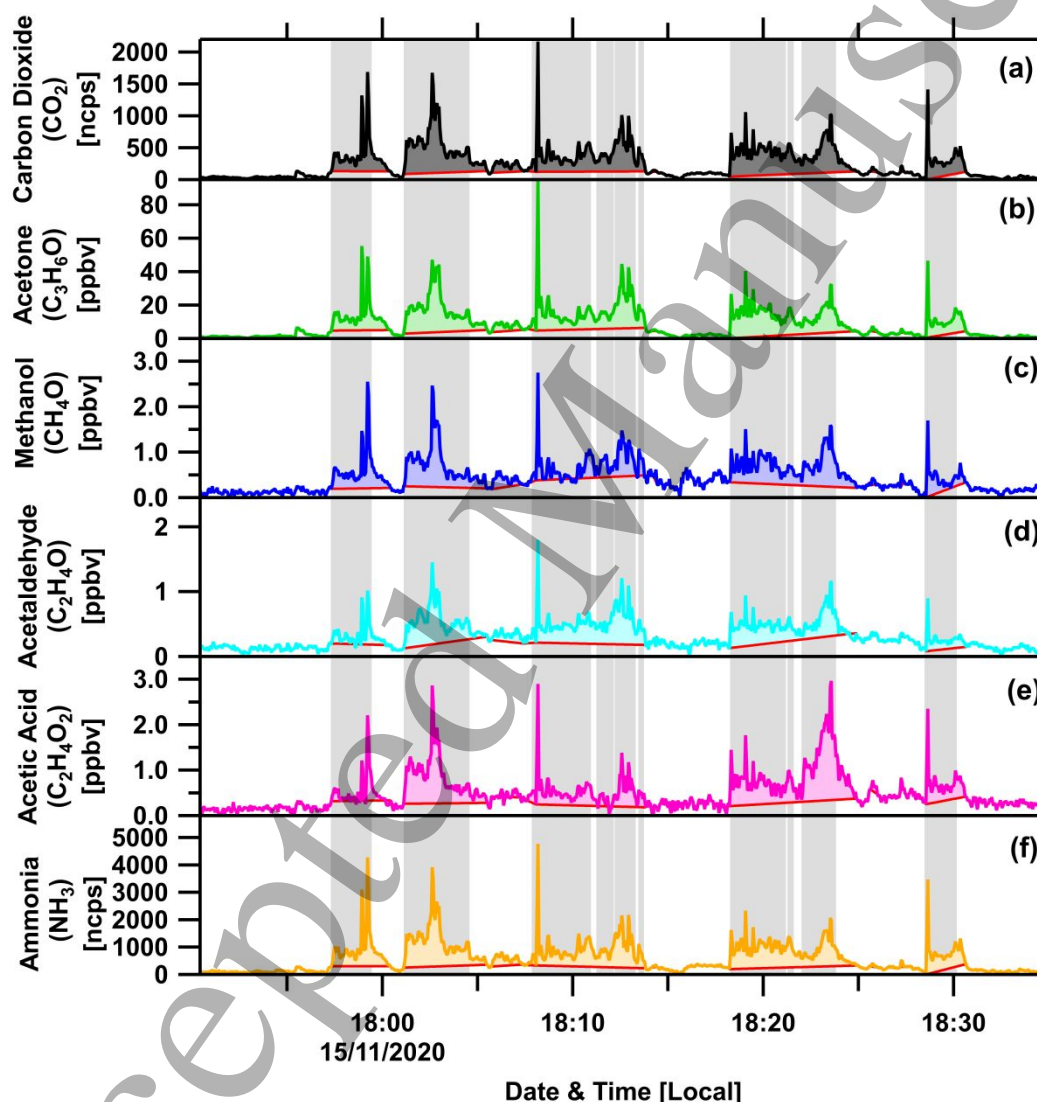 Carbon Dioxide
(CO₂)
[ncps]
2000
1500
1000
500
0
(a)
Acetone
(C₃H₆O)
[ppbv]
80
60
40
20
0
(b)
Methanol
(CH₄O)
[ppbv]
3.0
2.0
1.0
0.0
(c)
Acetaldehyde
(C₂H₄O)
[ppbv]
2
1
0
(d)
Acetic Acid
(C₂H₄O₂)
[ppbv]
3.0
2.0
1.0
0.0
(e)
Ammonia
(NH₃)
[ncps]
5000
4000
3000
2000
1000
0
(f)
18:00 18:10 18:20 18:30
15/11/2020
Date & Time [Local]
cepted Manusc